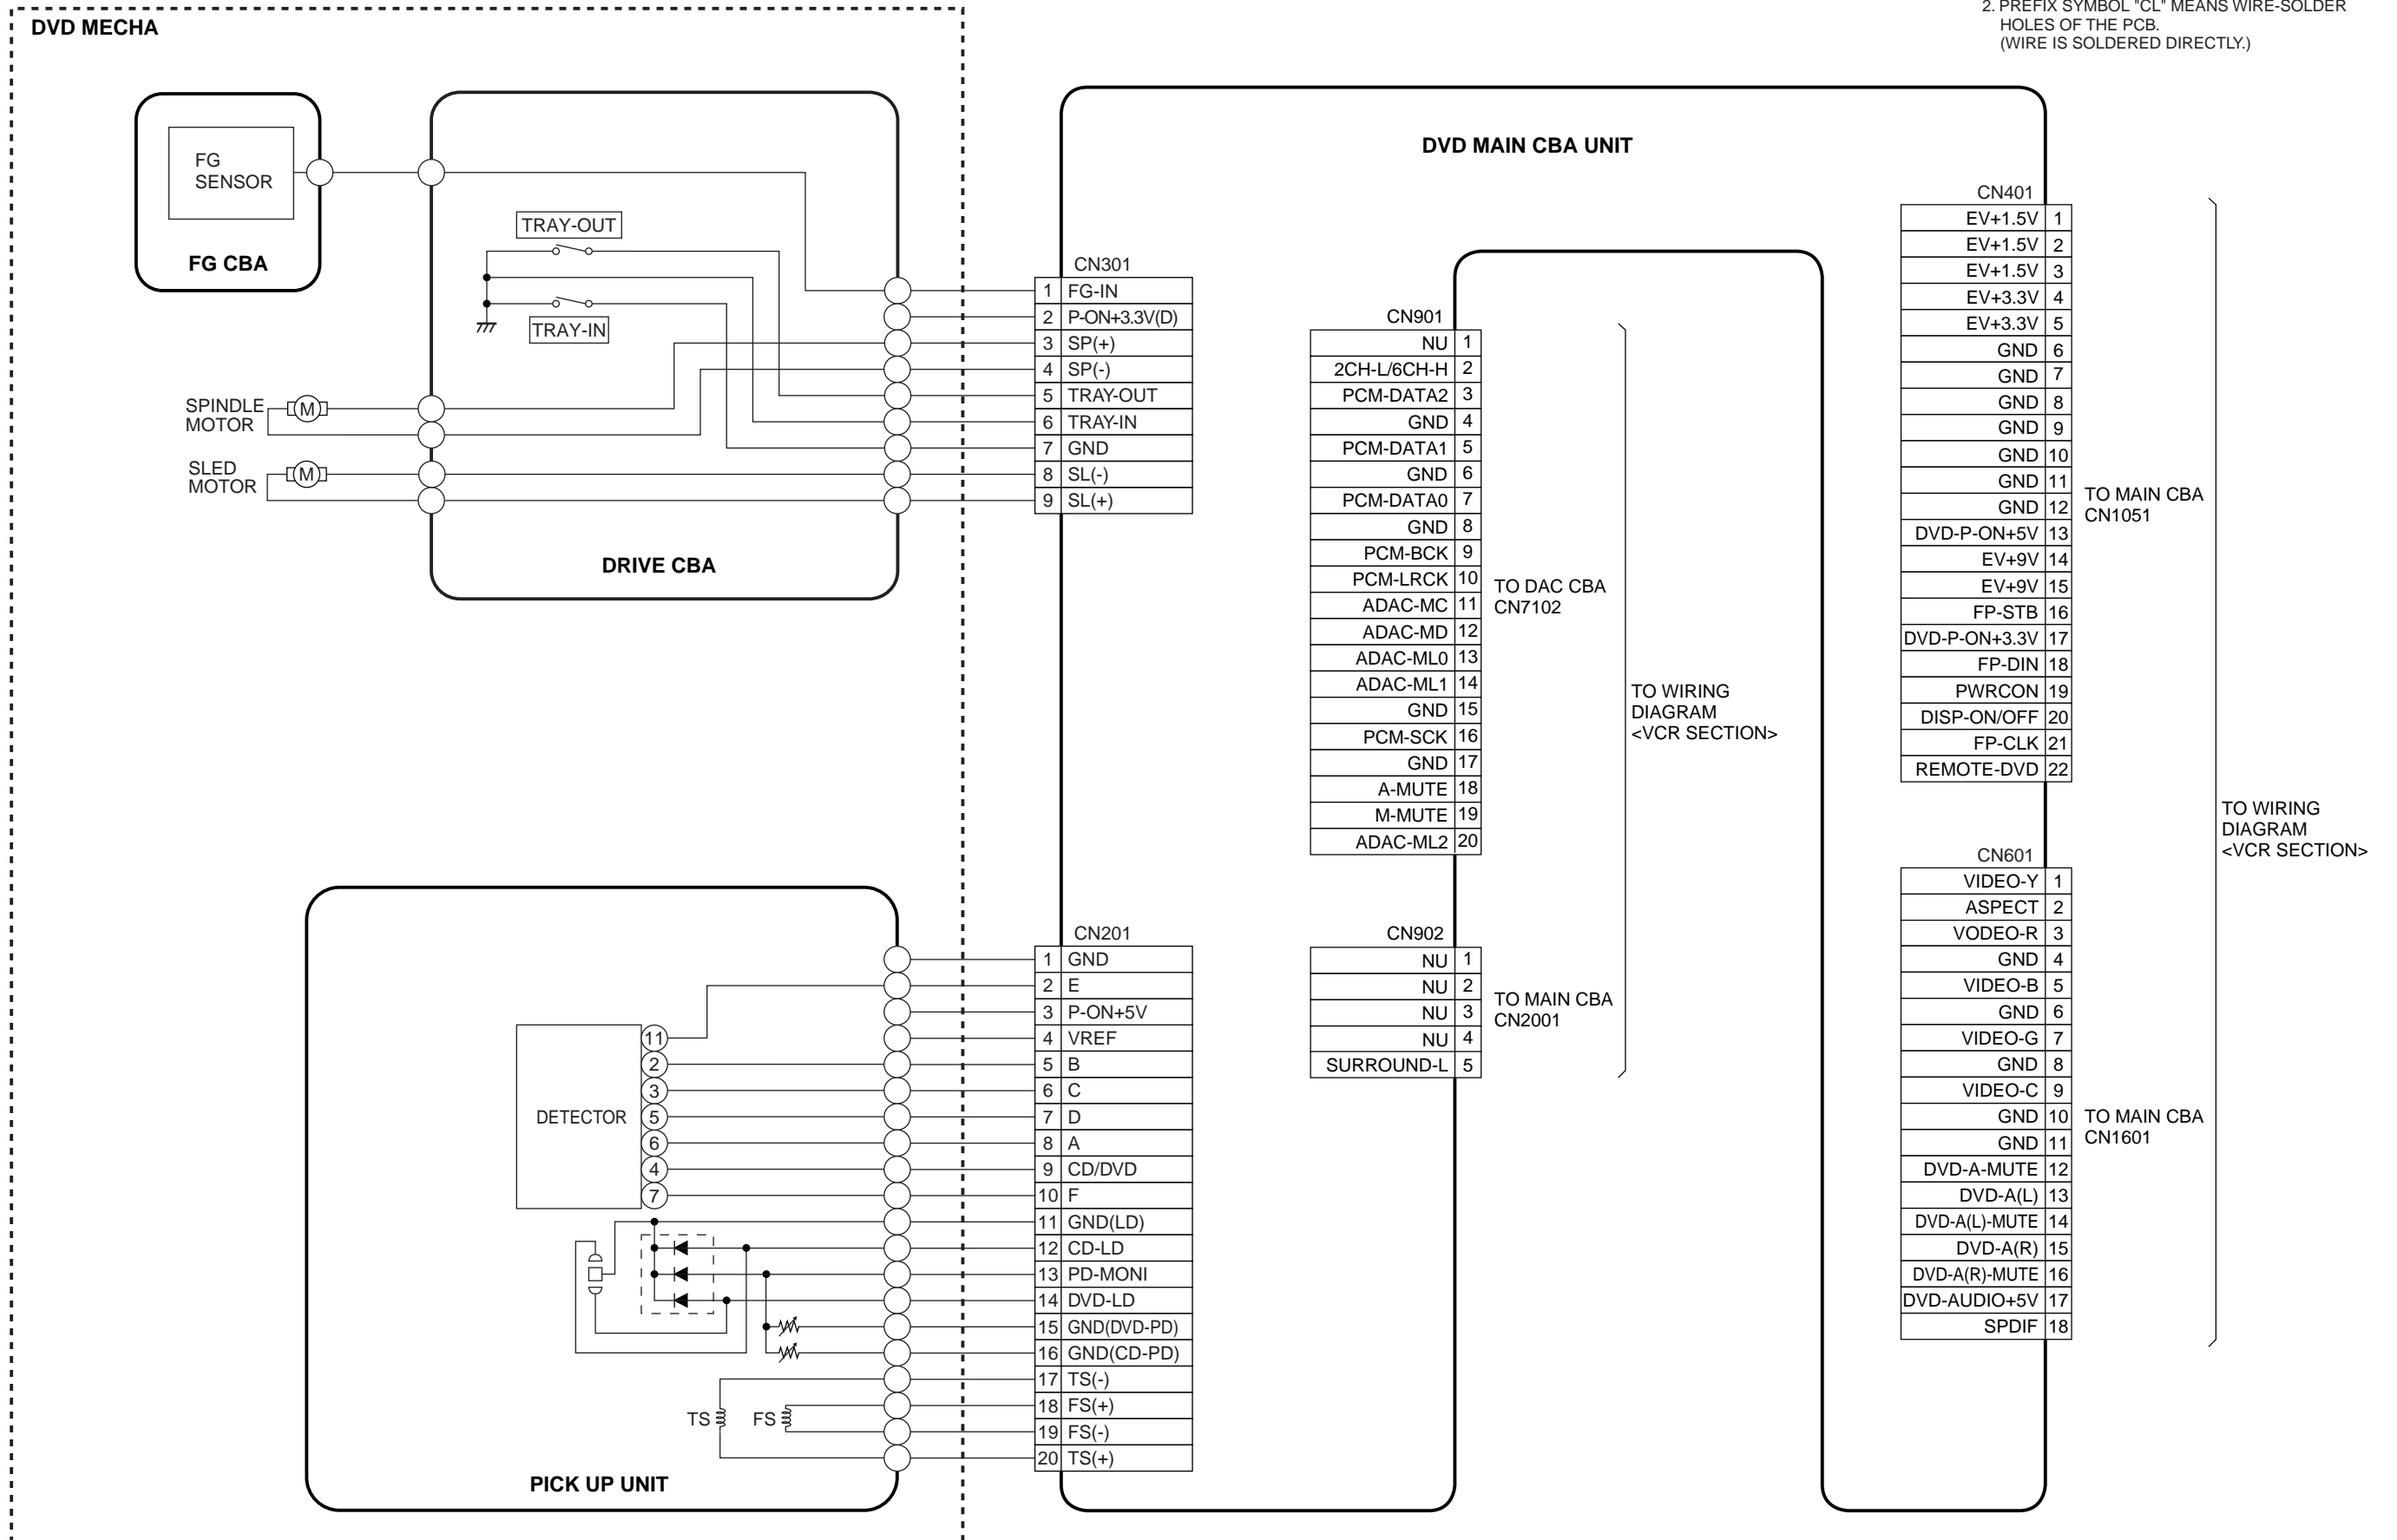 2. PREFIX SYMBOL "CL" MEANS WIRE-SOLDER
HOLES OF THE PCB.
(WIRE IS SOLDERED DIRECTLY.)
DVD MECHA
FG
SENSOR
FG CBA
TRAY-OUT
TRAY-IN
SPINDLE
MOTOR
M
SLED
MOTOR
M
DRIVE CBA
DVD MAIN CBA UNIT
CN301
1 FG-IN
2 P-ON+3.3V(D)
3 SP(+)
4 SP(-)
5 TRAY-OUT
6 TRAY-IN
7 GND
8 SL(-)
9 SL(+)
DETECTOR
11
2
3
5
6
4
7
TS
FS
PICK UP UNIT
CN201
1 GND
2 E
3 P-ON+5V
4 VREF
5 B
6 C
7 D
8 A
9 CD/DVD
10 F
11 GND(LD)
12 CD-LD
13 PD-MONI
14 DVD-LD
15 GND(DVD-PD)
16 GND(CD-PD)
17 TS(-)
18 FS(+)
19 FS(-)
20 TS(+)
CN901
NU 1
2CH-L/6CH-H 2
PCM-DATA2 3
GND 4
PCM-DATA1 5
GND 6
PCM-DATA0 7
GND 8
PCM-BCK 9
PCM-LRCK 10
ADAC-MC 11
ADAC-MD 12
ADAC-ML0 13
ADAC-ML1 14
GND 15
PCM-SCK 16
GND 17
A-MUTE 18
M-MUTE 19
ADAC-ML2 20
TO DAC CBA
CN7102
CN902
NU 1
NU 2
NU 3
NU 4
SURROUND-L 5
TO MAIN CBA
CN2001
TO WIRING
DIAGRAM
<VCR SECTION>
CN401
EV+1.5V 1
EV+1.5V 2
EV+1.5V 3
EV+3.3V 4
EV+3.3V 5
GND 6
GND 7
GND 8
GND 9
GND 10
GND 11
GND 12
DVD-P-ON+5V 13
EV+9V 14
EV+9V 15
FP-STB 16
DVD-P-ON+3.3V 17
FP-DIN 18
PWRCON 19
DISP-ON/OFF 20
FP-CLK 21
REMOTE-DVD 22
TO MAIN CBA
CN1051
CN601
VIDEO-Y 1
ASPECT 2
VODEO-R 3
GND 4
VIDEO-B 5
GND 6
VIDEO-G 7
GND 8
VIDEO-C 9
GND 10
GND 11
DVD-A-MUTE 12
DVD-A(L) 13
DVD-A(L)-MUTE 14
DVD-A(R) 15
DVD-A(R)-MUTE 16
DVD-AUDIO+5V 17
SPDIF 18
TO MAIN CBA
CN1601
TO WIRING
DIAGRAM
<VCR SECTION>